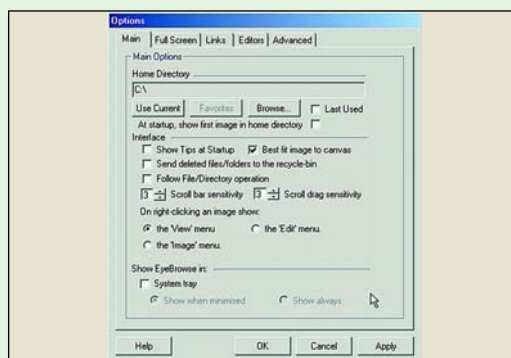 Options
Main Full Screen Links Editors Advanced
Main Options
Home Directory
C:\
Use Current Favorites Browse... Last Used
At startup, show first image in home directory
Interface
Show Tips at Startup Best fit image to canvas
Send deleted files/folders to the recycle-bin
Follow File/Directory operation
3 Scroll bar sensitivity 3 Scroll drag sensitivity
On right-clicking an image show:
the 'View' menu the 'Edit' menu.
the 'Image' menu.
Show EyeBrowse in:
System tray
Show when minimised Show always
Help OK Cancel Apply